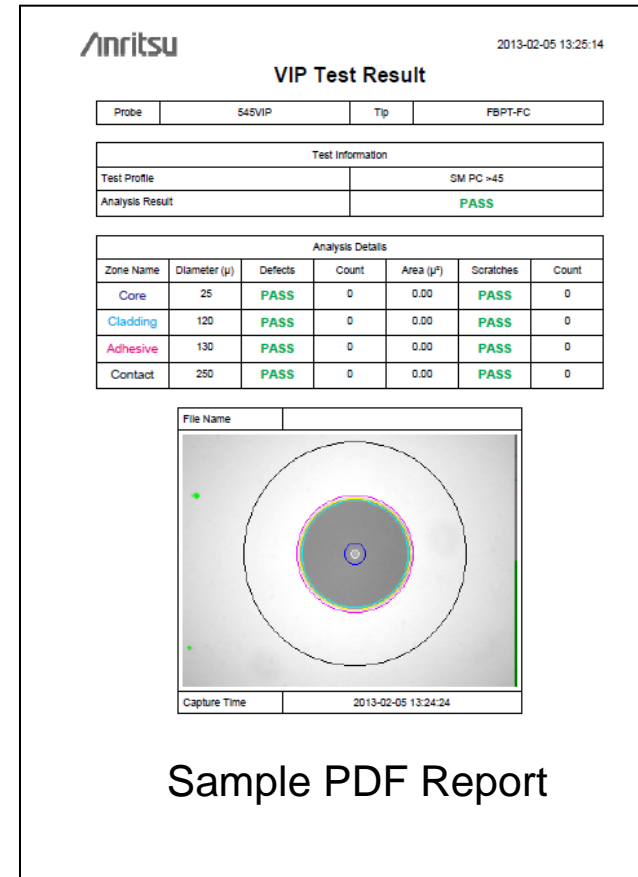 Anritsu 2013-02-05 13:25:14
VIP Test Result
Probe 545VIP Tip FBPT-FC
Test Information
Test Profile SM PC >45
Analysis Result PASS
Analysis Details
Zone Name Diameter (µ) Defects Count Area (µ²) Scratches Count
Core 25 PASS 0 0.00 PASS 0
Cladding 120 PASS 0 0.00 PASS 0
Adhesive 130 PASS 0 0.00 PASS 0
Contact 250 PASS 0 0.00 PASS 0
File Name
Capture Time 2013-02-05 13:24:24
Sample PDF Report